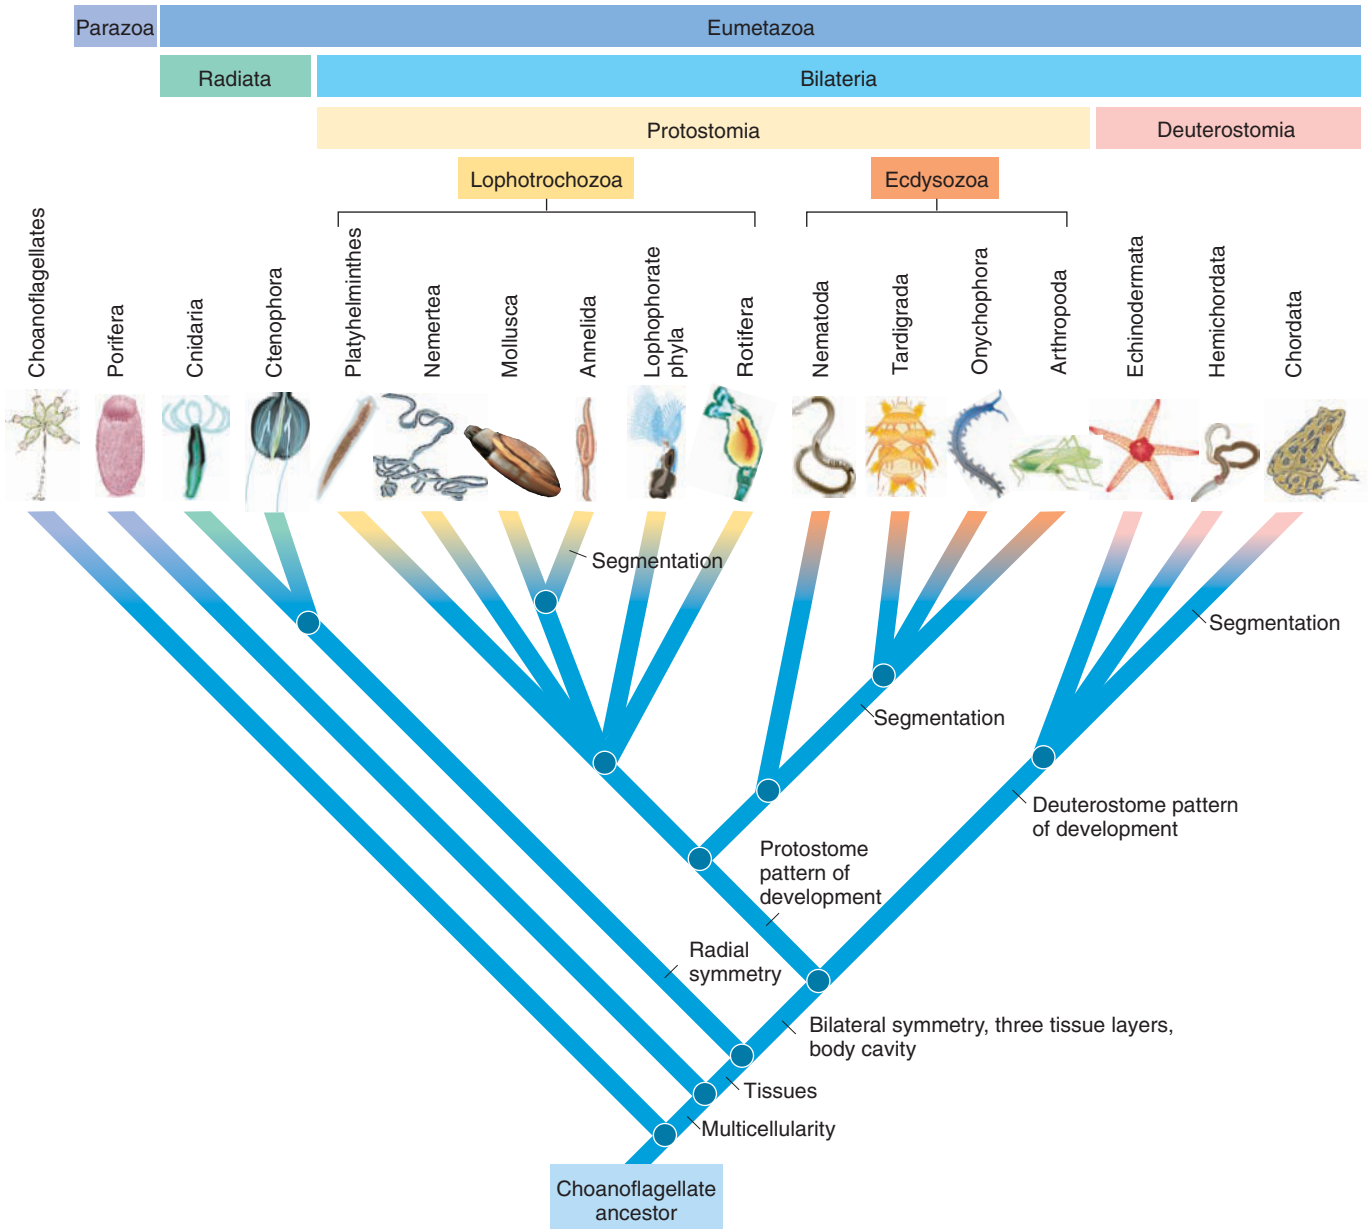 Parazoa
Eumetazoa
Radiata
Bilateria
Protostomia
Deuterostomia
Lophotrochozoa
Ecdysozoa
Choanoflagellates
Porifera
Cnidaria
Ctenophora
Platyhelminthes
Nemertea
Mollusca
Annelida
Lophophorate
phyla
Rotifera
Nematoda
Tardigrada
Onychophora
Arthropoda
Echinodermata
Hemichordata
Chordata
Segmentation
Segmentation
Segmentation
Deuterostome pattern
of development
Protostome
pattern of
development
Radial
symmetry
Bilateral symmetry, three tissue layers,
body cavity
Tissues
Multicellularity
Choanoflagellate
ancestor